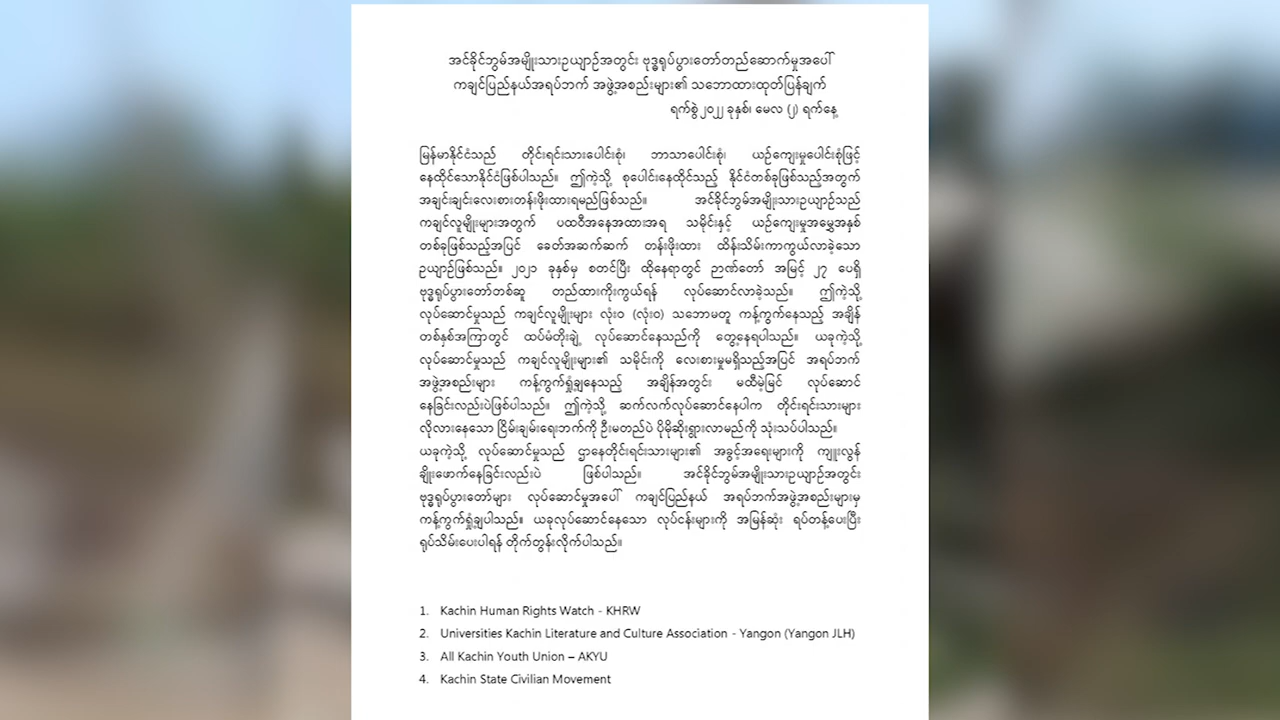 အင်ခိုင်ဘွမ်အမျိုးသားဥယျာဉ်အတွင်း ဗုဒ္ဓရုပ်ပွားတော်တည်ဆောက်မှုအပေါ်
ကချင်ပြည်နယ်အရပ်ဘက် အဖွဲ့အစည်းများ၏ သဘောထားထုတ်ပြန်ချက်
ရက်စွဲ၂၀၂၂ ခုနှစ်၊ မေလ (၂) ရက်နေ့
မြန်မာနိုင်ငံသည် တိုင်းရင်းသားပေါင်းစုံ၊ ဘာသာပေါင်းစုံ၊ ယဉ်ကျေးမှုပေါင်းစုံဖြင့်
နေထိုင်သောနိုင်ငံဖြစ်ပါသည်။ ဤကဲ့သို့ စုပေါင်းနေထိုင်သည့် နိုင်ငံတစ်ခုဖြစ်သည့်အတွက်
အချင်းချင်းလေးစားတန်းဖိုးထားရမည်ဖြစ်သည်။ အင်ခိုင်ဘွမ်အမျိုးသားဥယျာဉ်သည်
ကချင်လူမျိုးများအတွက် ပထဝီအနေအထားအရ သမိုင်းနှင့် ယဉ်ကျေးမှုအမွှေအနှစ်
တစ်ခုဖြစ်သည့်အပြင် ခေတ်အဆက်ဆက် တန်းဖိုးထား ထိန်းသိမ်းကာကွယ်လာခဲ့သော
ဥယျာဉ်ဖြစ်သည်။ ၂၀၂၁ ခုနှစ်မှ စတင်ပြီး ထိုနေရာတွင် ဉာဏ်တော် အမြင့် ၂၇ ပေရှိ
ဗုဒ္ဓရုပ်ပွားတော်တစ်ဆူ တည်ထားကိုးကွယ်ရန် လုပ်ဆောင်လာခဲ့သည်။ ဤကဲ့သို့
လုပ်ဆောင်မှုသည် ကချင်လူမျိုးများ လုံးဝ (လုံးဝ) သဘောမတူ ကန့်ကွက်နေသည့် အချိန်
တစ်နှစ်အကြာတွင် ထပ်မံတိုးချဲ့ လုပ်ဆောင်နေသည်ကို တွေ့နေရပါသည်။ ယခုကဲ့သို့
လုပ်ဆောင်မှုသည် ကချင်လူမျိုးများ၏ သမိုင်းကို လေးစားမှုမရှိသည့်အပြင် အရပ်ဘက်
အဖွဲ့အစည်းများ ကန့်ကွက်ရှုံ့ချနေသည့် အချိန်အတွင်း မထီမဲ့မြင် လုပ်ဆောင်
နေခြင်းလည်းပဲဖြစ်ပါသည်။ ဤကဲ့သို့ ဆက်လက်လုပ်ဆောင်နေပါက တိုင်းရင်းသားများ
လိုလားနေသော ငြိမ်းချမ်းရေးဘက်ကို ဦးမတည်ပဲ ပိုမိုဆိုးရွားလာမည်ကို သုံးသပ်ပါသည်။
ယခုကဲ့သို့ လုပ်ဆောင်မှုသည် ဌာနေတိုင်းရင်းသားများ၏ အခွင့်အရေးများကို ကျူးလွန်
ချိုးဖောက်နေခြင်းလည်းပဲ ဖြစ်ပါသည်။ အင်ခိုင်ဘွမ်အမျိုးသားဥယျာဉ်အတွင်း
ဗုဒ္ဓရုပ်ပွားတော်များ လုပ်ဆောင်မှုအပေါ် ကချင်ပြည်နယ် အရပ်ဘက်အဖွဲ့အစည်းများမှ
ကန့်ကွက်ရှုံ့ချပါသည်။ ယခုလုပ်ဆောင်နေသော လုပ်ငန်းများကို အမြန်ဆုံး ရပ်တန့်ပေးပြီး
ရုပ်သိမ်းပေးပါရန် တိုက်တွန်းလိုက်ပါသည်။
1. Kachin Human Rights Watch - KHRW
2. Universities Kachin Literature and Culture Association - Yangon (Yangon JLH)
3. All Kachin Youth Union – AKYU
4. Kachin State Civilian Movement